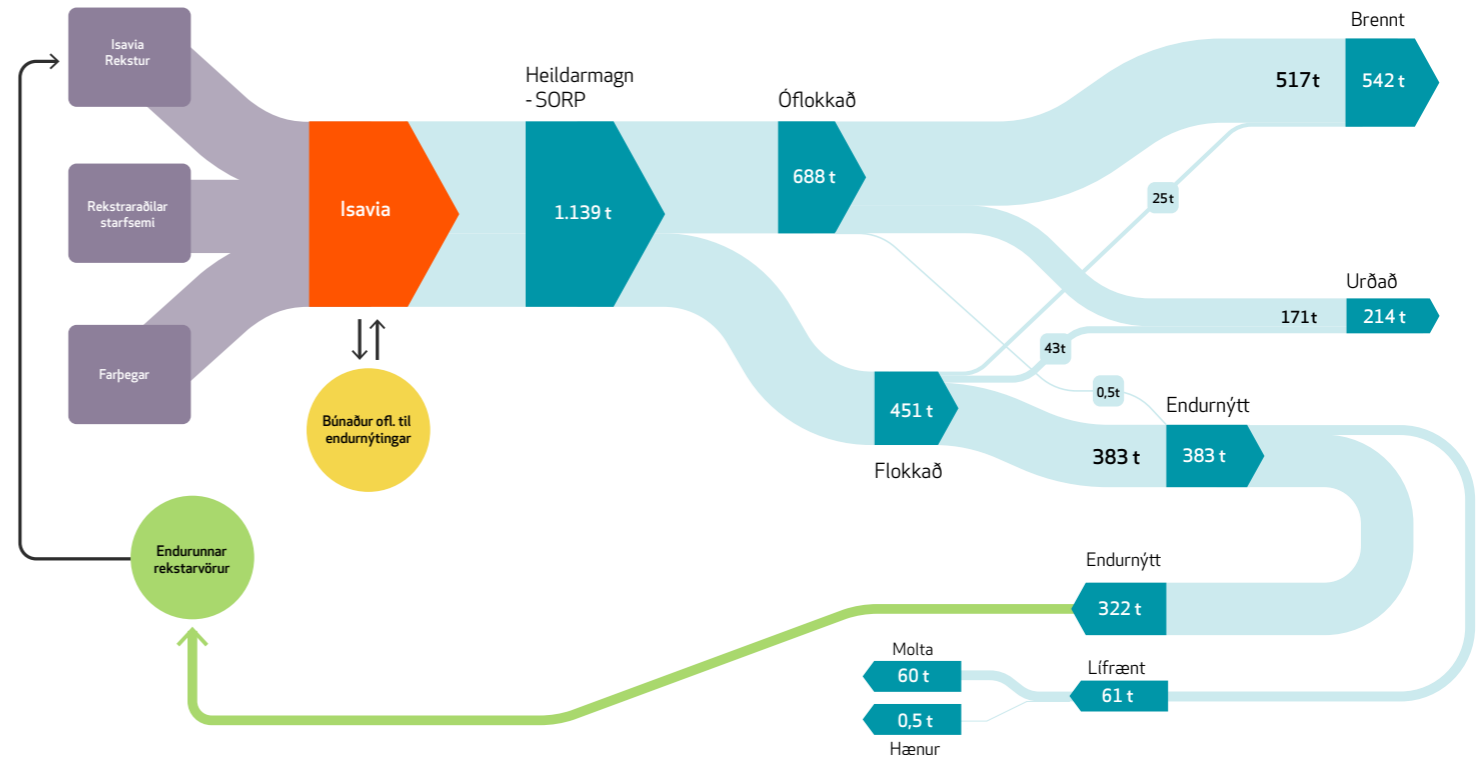 Isavia
Rekstur
Rekstraraðilar
starfsemi
Farþegar
Isavia
Búnaður ofl. til
endurnýtingar
Endurunnar
rekstarvörur
Heildarmagn
- SORP
1.139 t
Óflokkað
688 t
451 t
Flokkað
Brennt
517t
542 t
25t
Urðað
171t
214 t
43t
0,5t
Endurnýtt
383 t
383 t
Endurnýtt
322 t
Molta
60 t
Lífrænt
61 t
0,5 t
Hænur